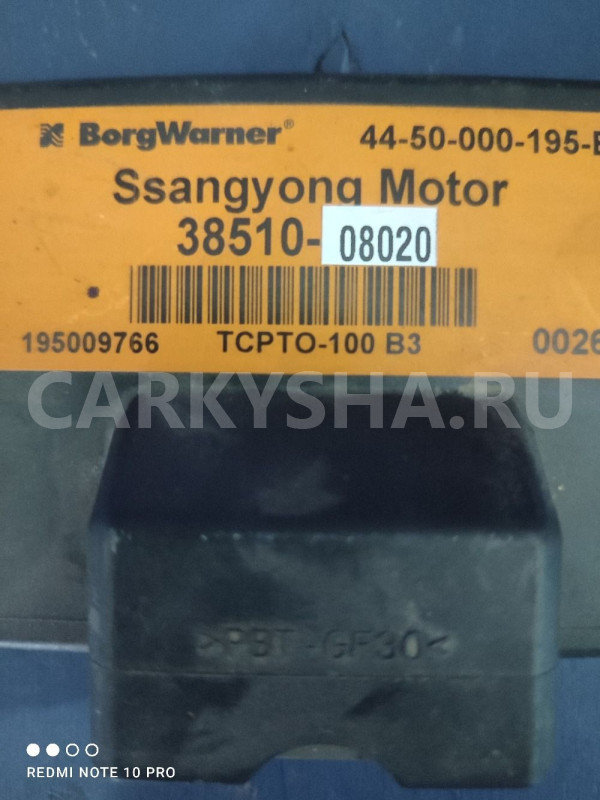 BorgWarner® 44-50-000-195-E
Ssangyong Motor
38510-08020
195009766 TCPTO-100 B3 0026
CARKYSHA.RU
>PBT-GF30<
REDMI NOTE 10 PRO